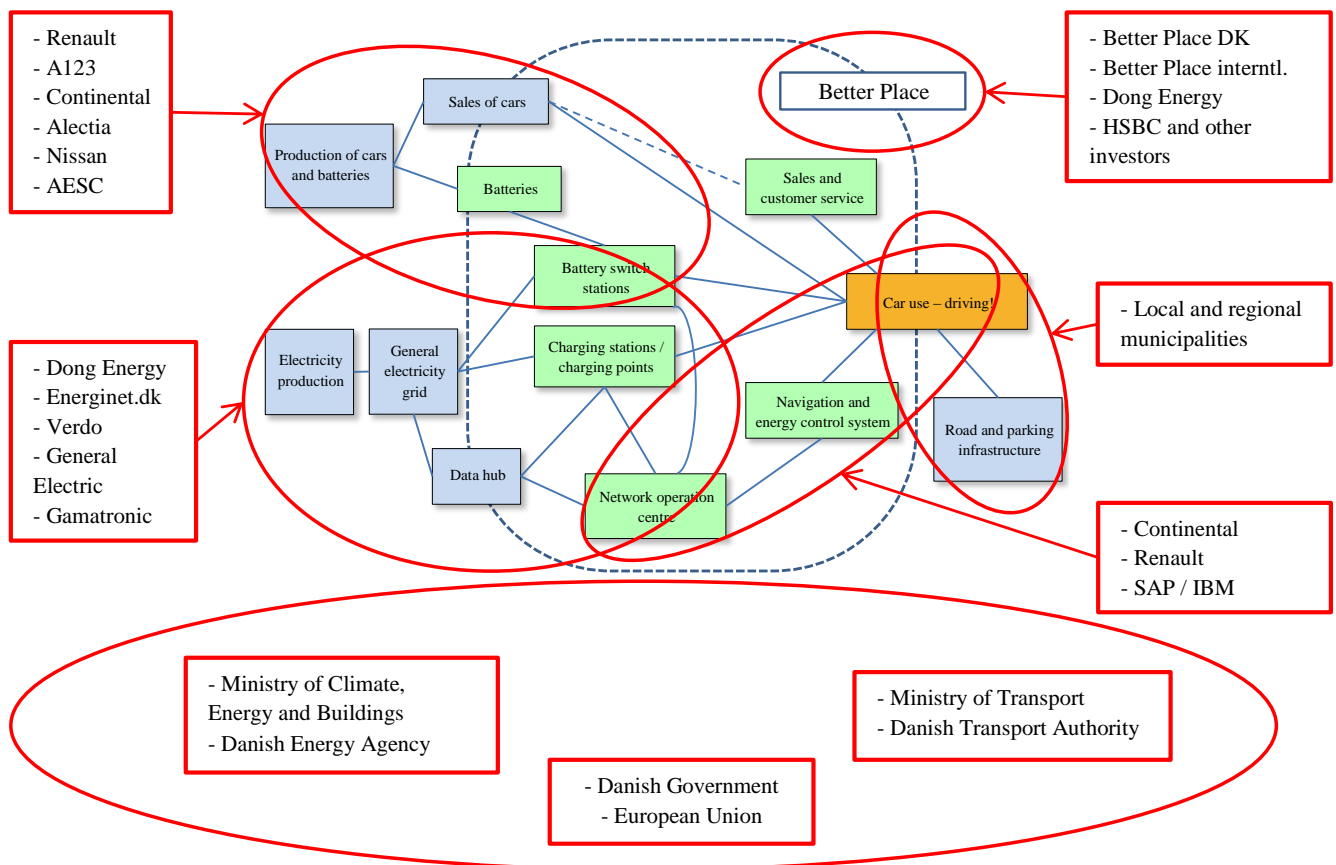 - Renault
- A123
- Continental
- Alectia
- Nissan
- AESC
Sales of cars
Production of cars
and batteries
Batteries
Better Place
- Better Place DK
- Better Place interntl.
- Dong Energy
- HSBC and other
investors
Sales and
customer service
Battery switch
stations
Car use – driving!
- Local and regional
municipalities
- Dong Energy
- Energinet.dk
- Verdo
- General
Electric
- Gamatronic
Electricity
production
General
electricity
grid
Charging stations /
charging points
Navigation and
energy control system
Road and parking
infrastructure
Data hub
Network operation
centre
- Continental
- Renault
- SAP / IBM
- Ministry of Climate,
Energy and Buildings
- Danish Energy Agency
- Ministry of Transport
- Danish Transport Authority
- Danish Government
- European Union